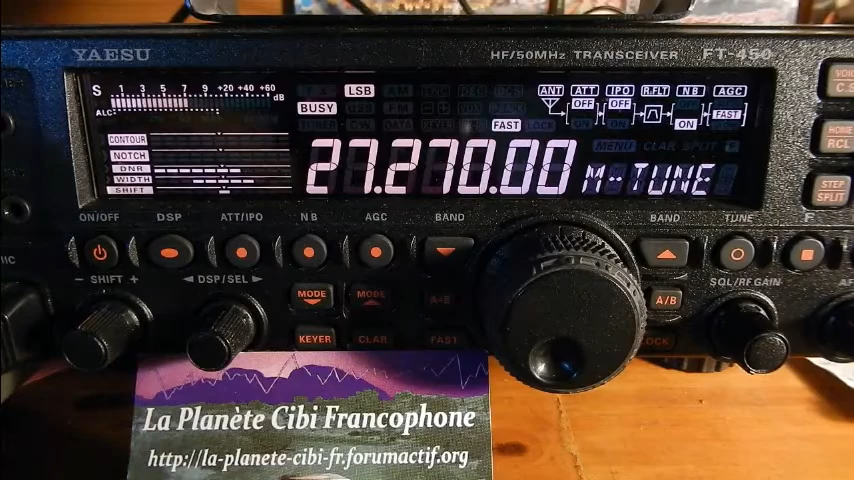 YAESU HF/50MHz TRANSCEIVER FT-450
S 1 3 5 7 9 +20 +40 +60 dB
ALC:
LSB
BUSY
FAST
ANT ATT IPO R.FLT NB AGC
OFF OFF FAST
ON
CONTOUR
NOTCH
DNR
WIDTH
SHIFT
MENU CLAR SPLIT
27.270.00 M-TUNE
VOICE
C.S
HOME
RCL
STEP
SPLIT
ON/OFF DSP ATT/IPO NB AGC BAND BAND TUNE F
MIC
− SHIFT + ◄ DSP/SEL ► SQL/RF GAIN AF
MODE MODE A=B A/B
KEYER CLAR FAST LOCK
La Planète Cibi Francophone
http://la-planete-cibi-fr.forumactif.org